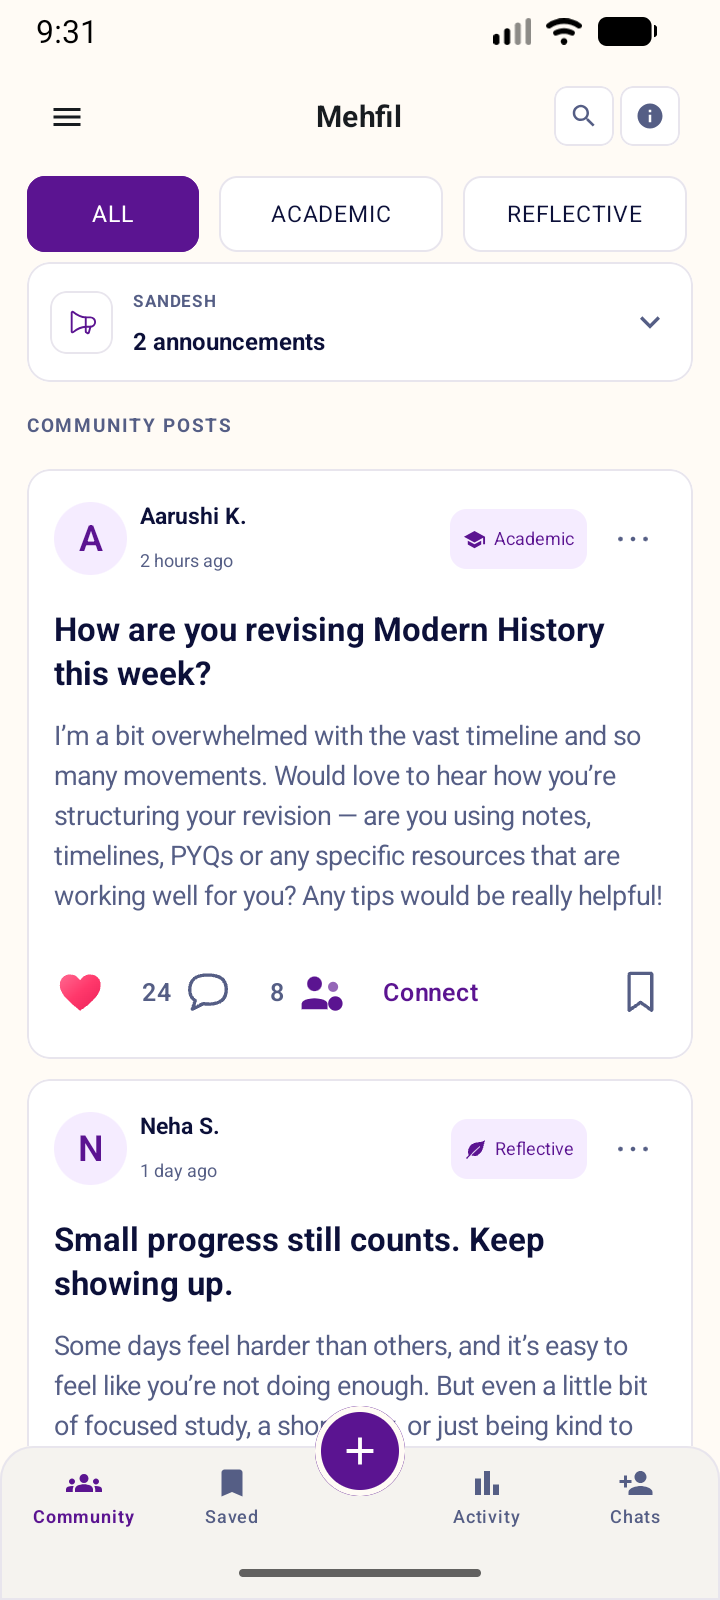 9:31
Mehfil
ALL
ACADEMIC
REFLECTIVE
SANDESH
2 announcements
COMMUNITY POSTS
A
Aarushi K.
2 hours ago
Academic
How are you revising Modern History
this week?
I’m a bit overwhelmed with the vast timeline and so
many movements. Would love to hear how you’re
structuring your revision — are you using notes,
timelines, PYQs or any specific resources that are
working well for you? Any tips would be really helpful!
24
8
Connect
N
Neha S.
1 day ago
Reflective
Small progress still counts. Keep
showing up.
Some days feel harder than others, and it’s easy to
feel like you’re not doing enough. But even a little bit
of focused study, a or just being kind to
Community
Saved
Activity
Chats